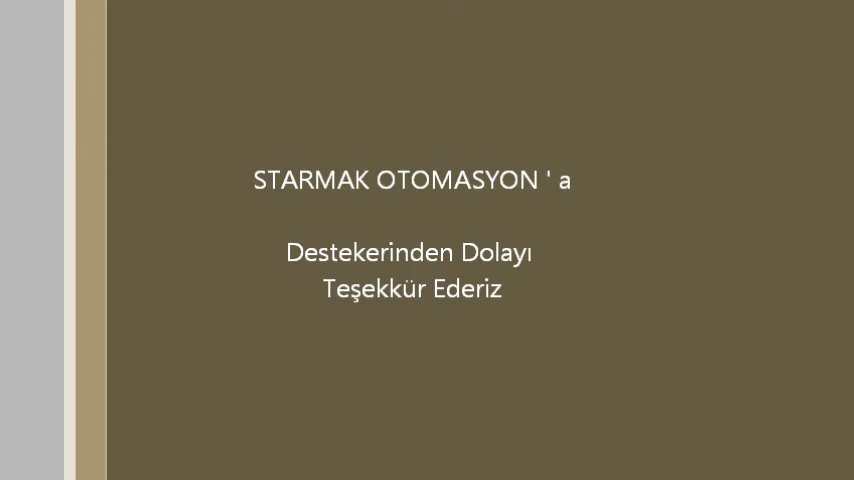 STARMAK OTOMASYON ' a
Destekerinden Dolayı
Teşekkür Ederiz